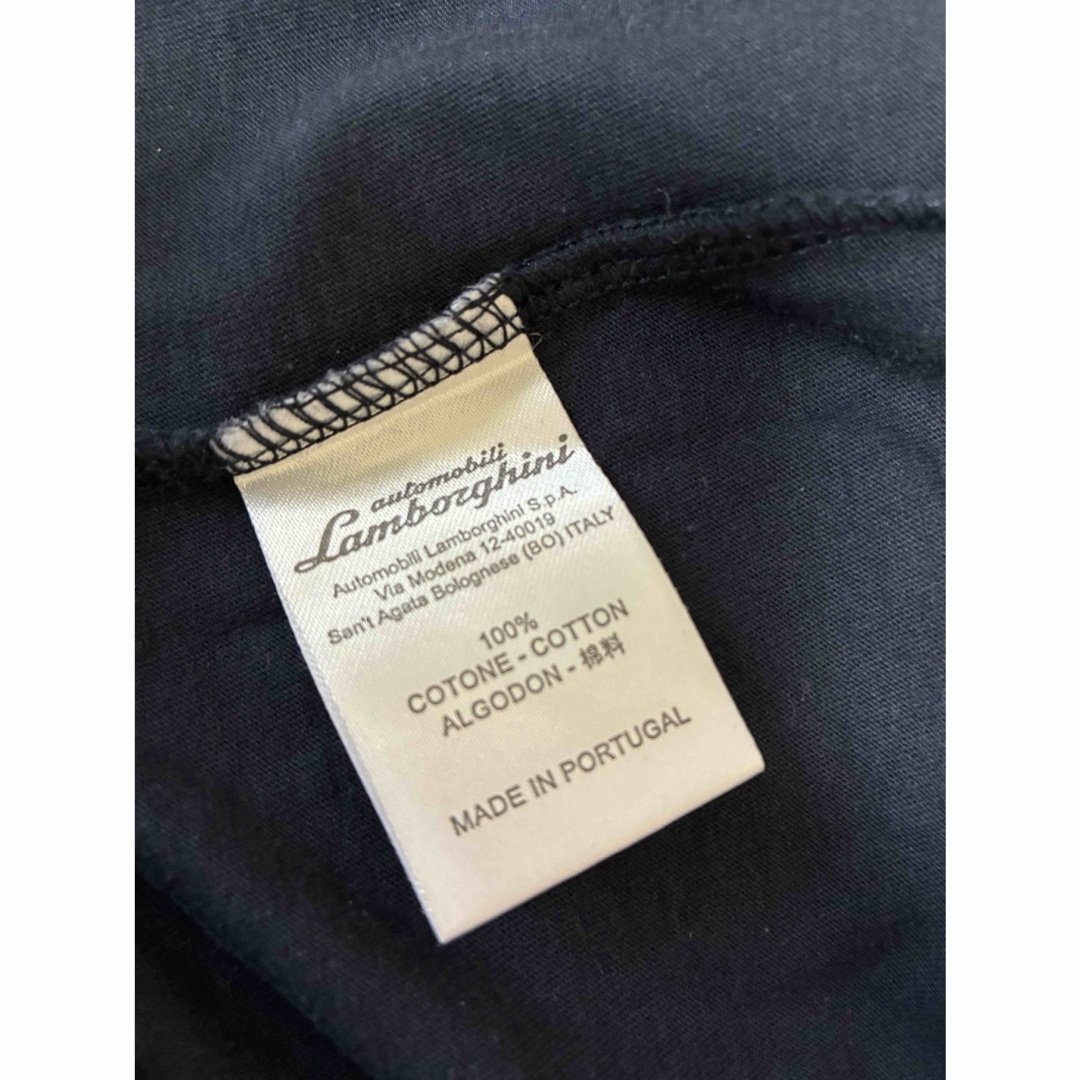 automobili
Lamborghini
Automobili Lamborghini S.p.A.
Via Modena 12-40019
San't Agata Bolognese (BO) ITALY
100%
COTONE - COTTON
ALGODON - 棉料
MADE IN PORTUGAL